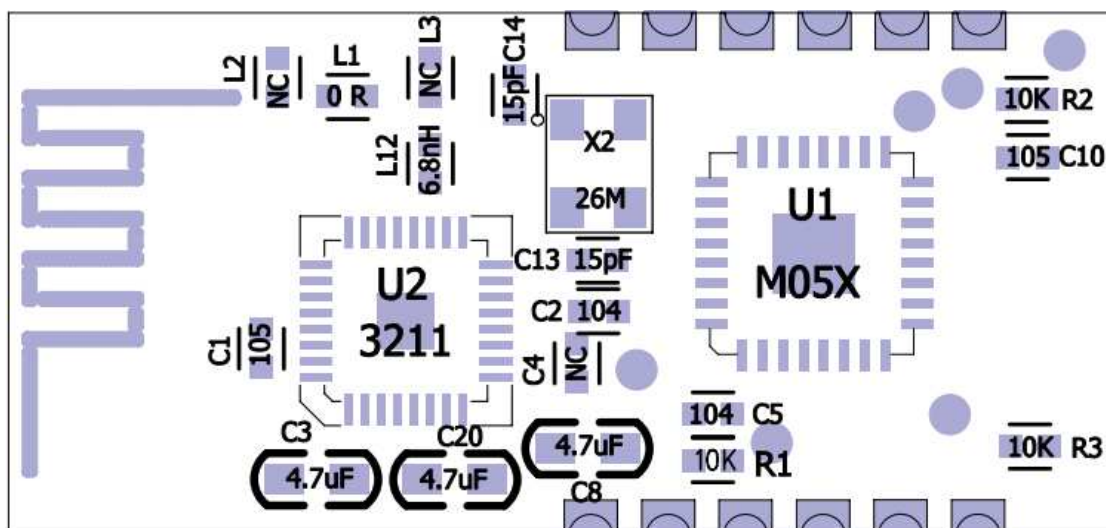 L2
NC
L1
0 R
L3
NC
15pF
C14
L12
6.8nH
X2
26M
10K R2
105 C10
U1
M05X
U2
3211
C13 15pF
C2 104
C4
NC
C1
105
104 C5
10K R1
10K R3
C3
4.7uF
C20
4.7uF
4.7uF
C8